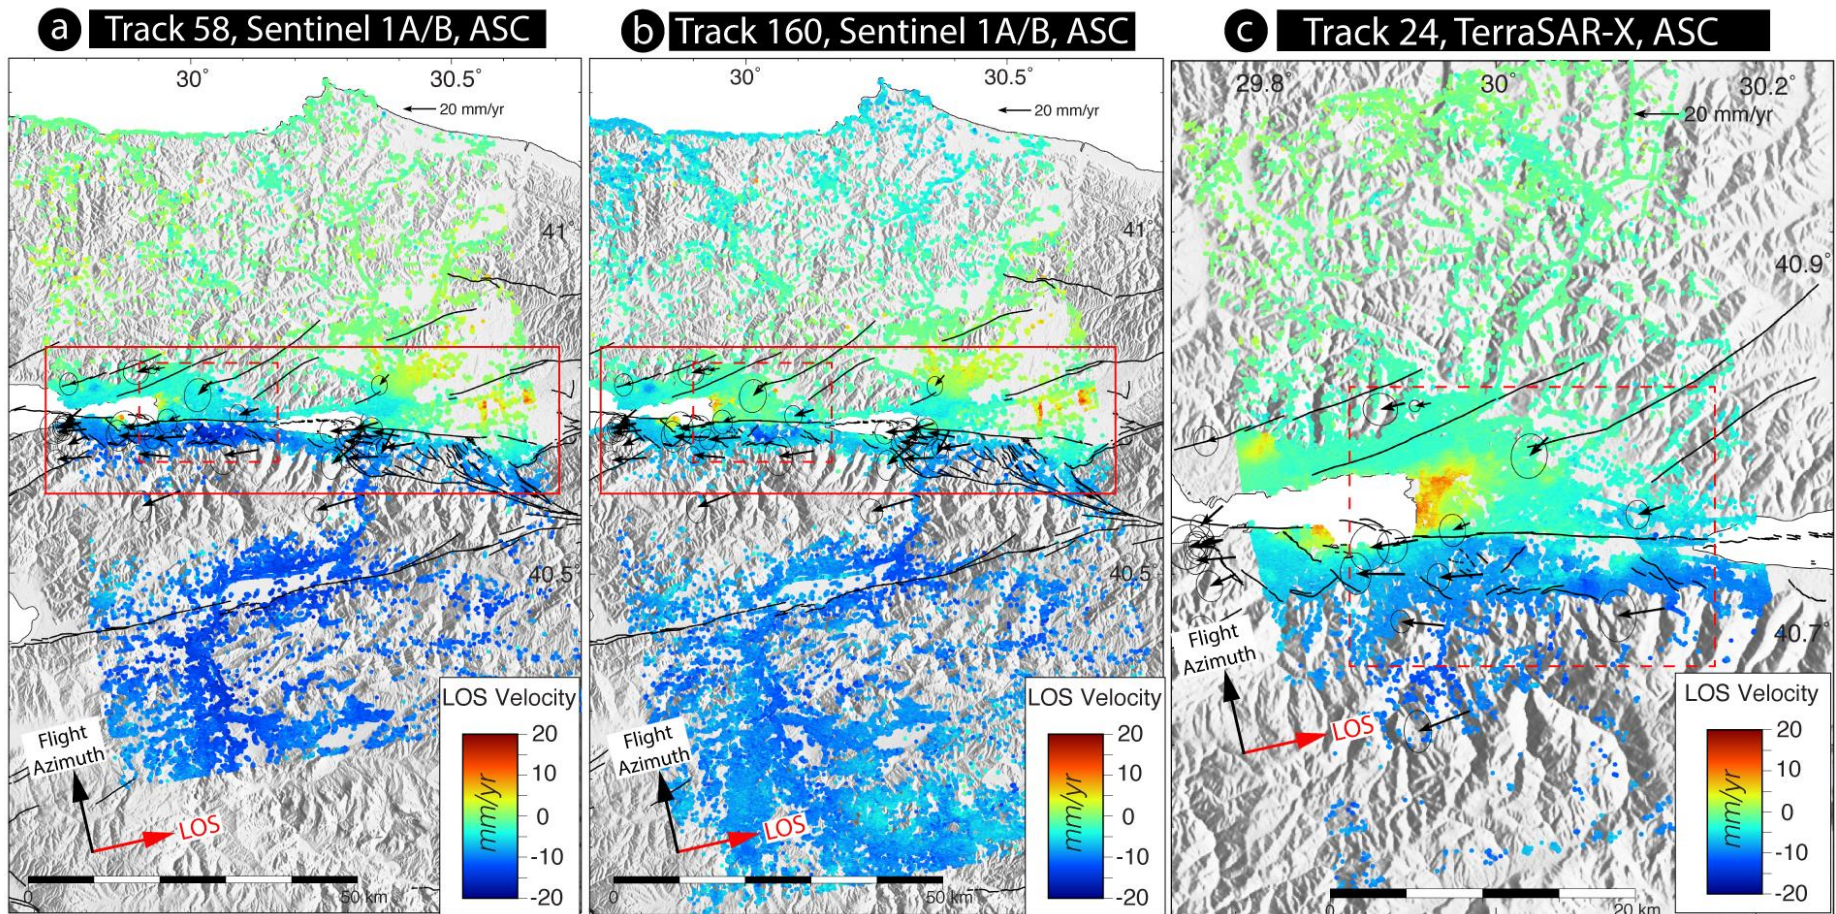 a Track 58, Sentinel 1A/B, ASC
30° 30.5°
20 mm/yr
41°
40.5°
Flight
Azimuth
LOS
LOS Velocity
20
10
0
-10
-20
mm/yr
0 50 km
b Track 160, Sentinel 1A/B, ASC
30° 30.5°
20 mm/yr
41°
40.5°
Flight
Azimuth
LOS
LOS Velocity
20
10
0
-10
-20
mm/yr
0 50 km
c Track 24, TerraSAR-X, ASC
29.8° 30° 30.2°
20 mm/yr
40.9°
40.7°
Flight
Azimuth
LOS
LOS Velocity
20
10
0
-10
-20
mm/yr
0 20 km